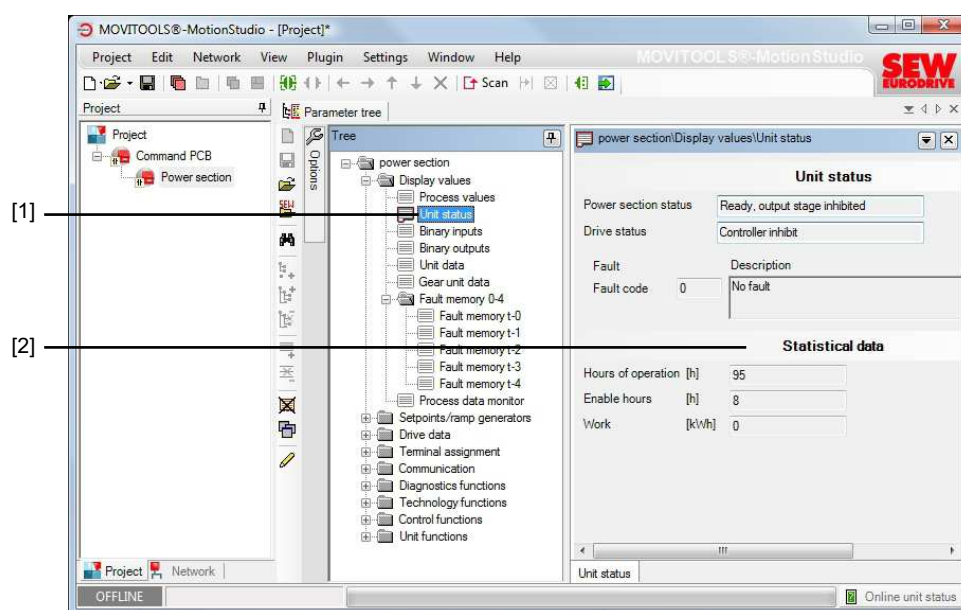 MOVITOOLS®-MotionStudio - [Project]*
Project Edit Network View Plugin Settings Window Help
MOVITOOLS®-MotionStudio
SEW
EURODRIVE
Scan
Project
Parameter tree
Project
Command PCB
Power section
Options
SEW
Tree
power section
Display values
Process values
[1]
Unit status
Binary inputs
Binary outputs
Unit data
Gear unit data
Fault memory 0-4
Fault memory t-0
Fault memory t-1
[2]
Fault memory t-2
Fault memory t-3
Fault memory t-4
Process data monitor
Setpoints/ramp generators
Drive data
Terminal assignment
Communication
Diagnostics functions
Technology functions
Control functions
Unit functions
power section\Display values\Unit status
Unit status
Power section status Ready, output stage inhibited
Drive status Controller inhibit
Fault Description
Fault code 0 No fault
Statistical data
Hours of operation [h] 95
Enable hours [h] 8
Work [kWh] 0
Unit status
Project Network
OFFLINE
Online unit status